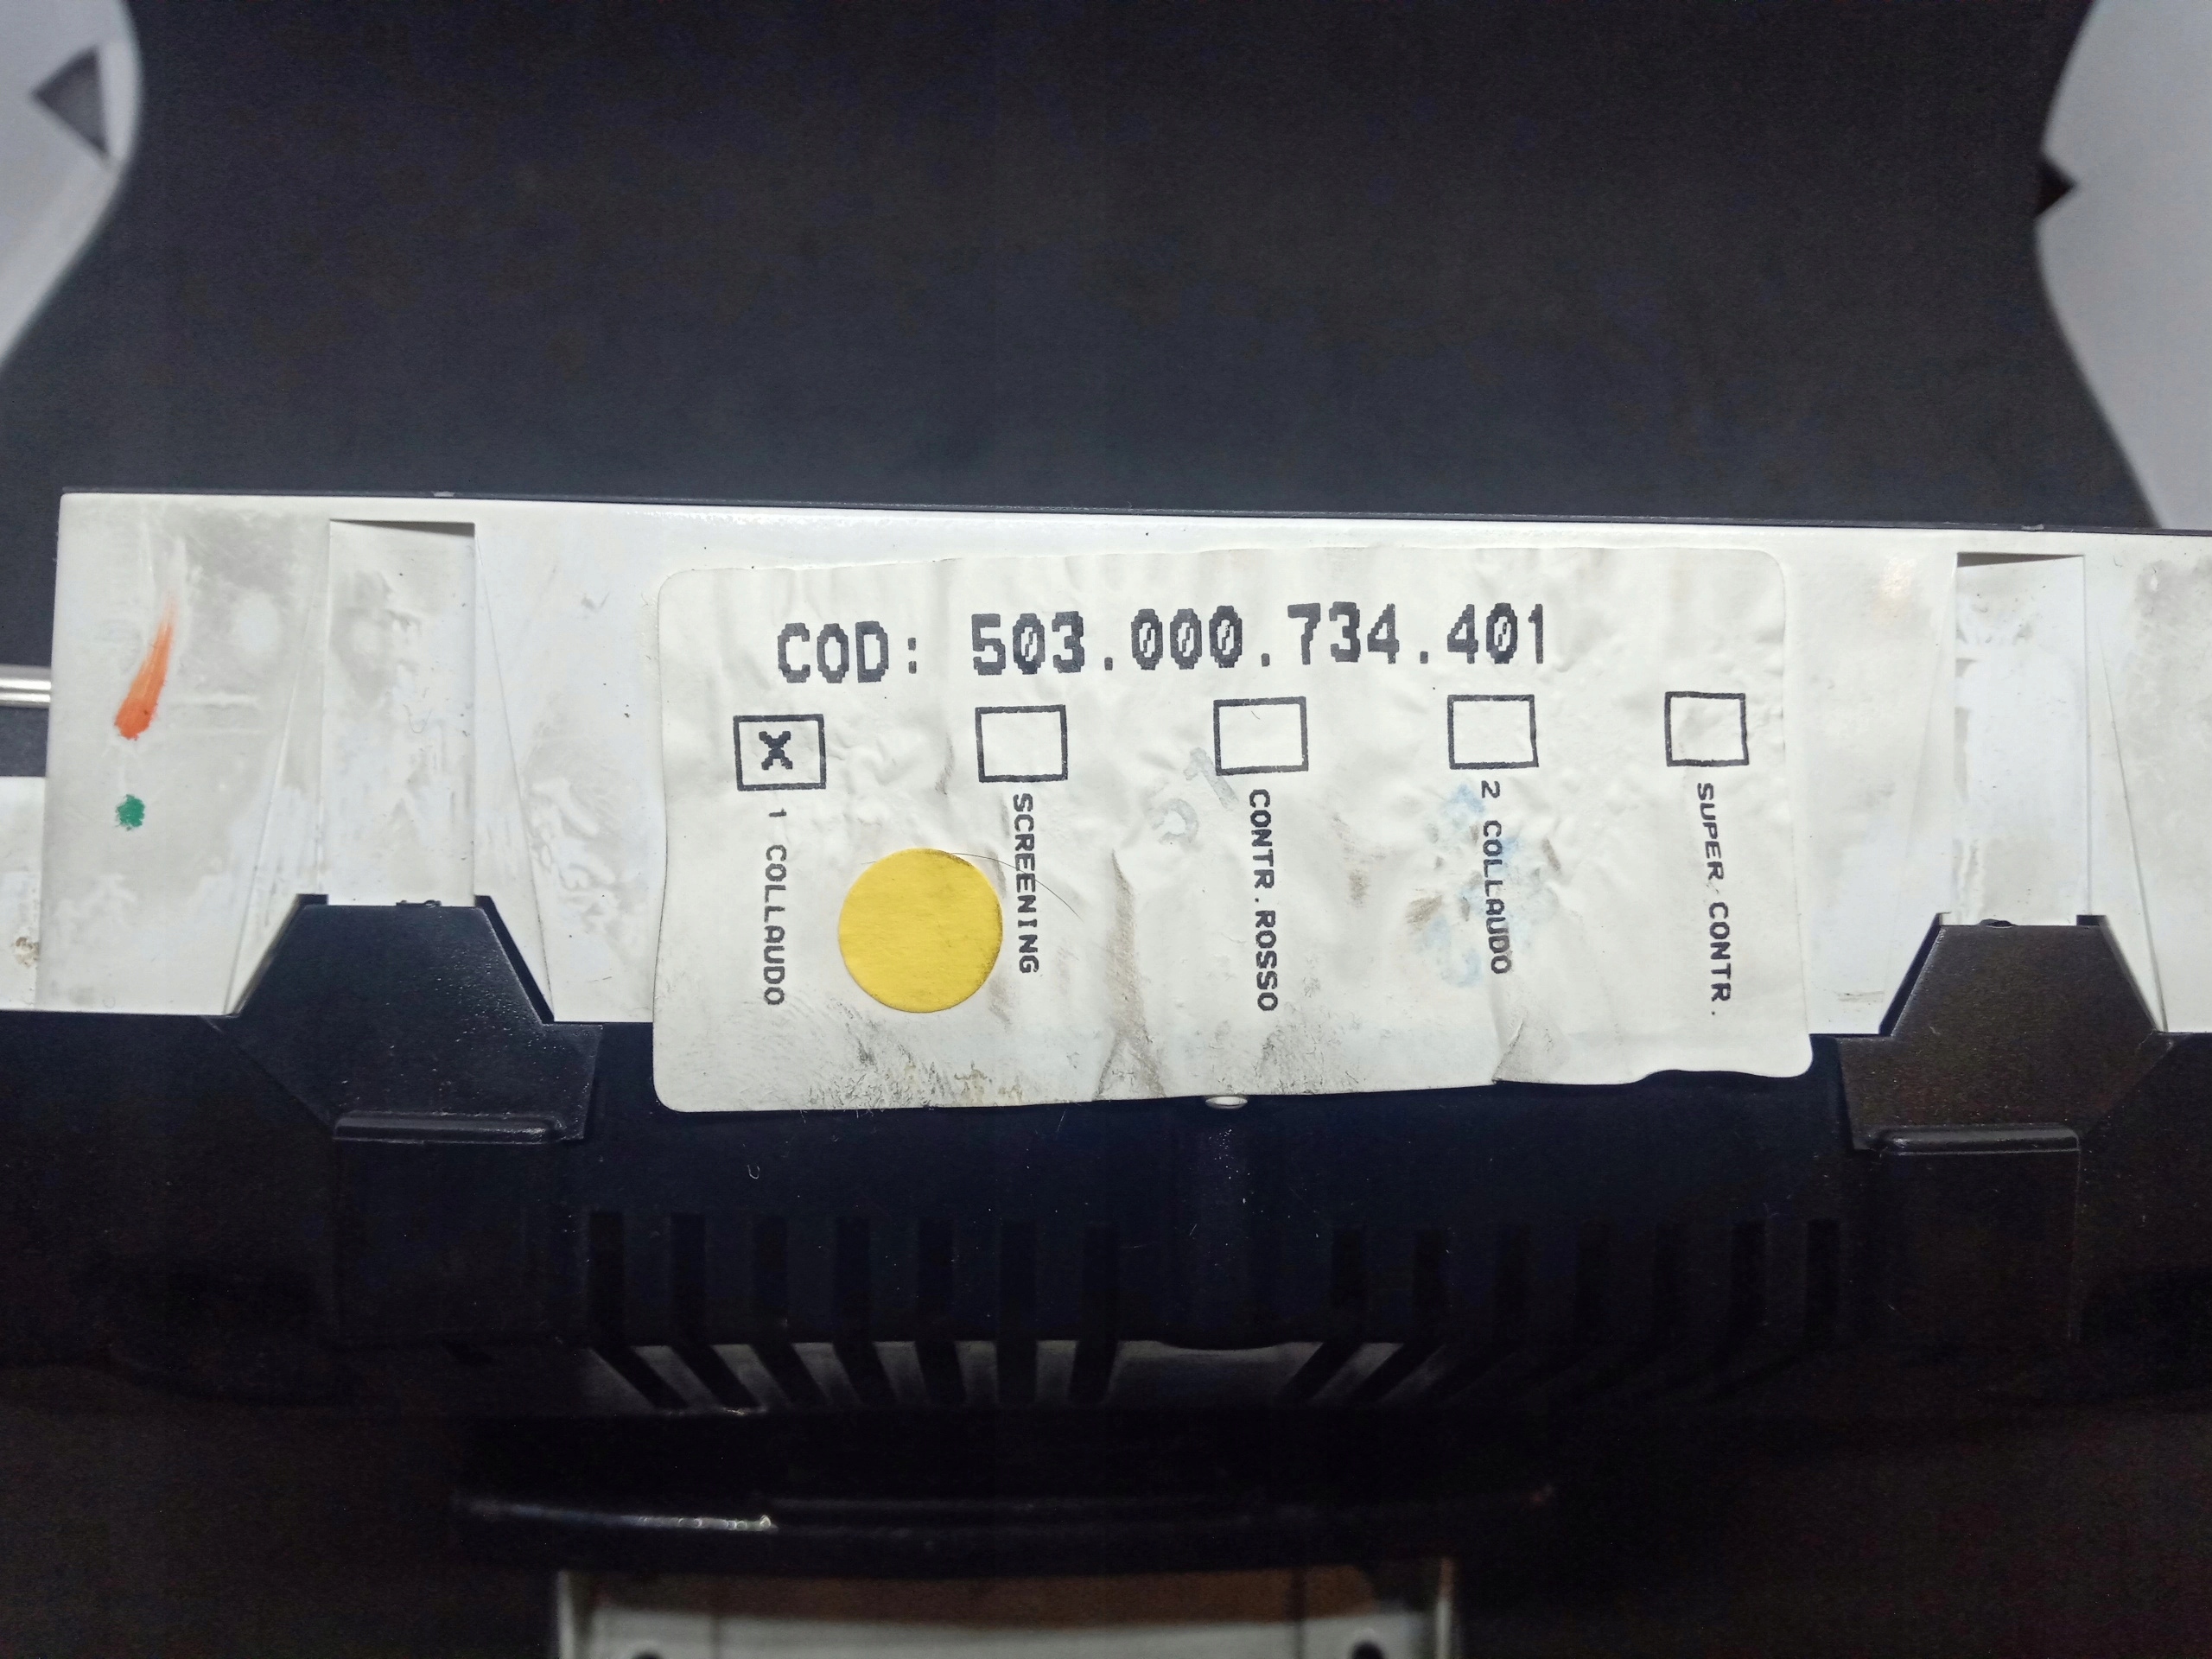 COD: 503.000.734.401
X
1 COLLAUDO
SCREENING
CONTR.ROSSO
2 COLLAUDO
SUPER CONTR.